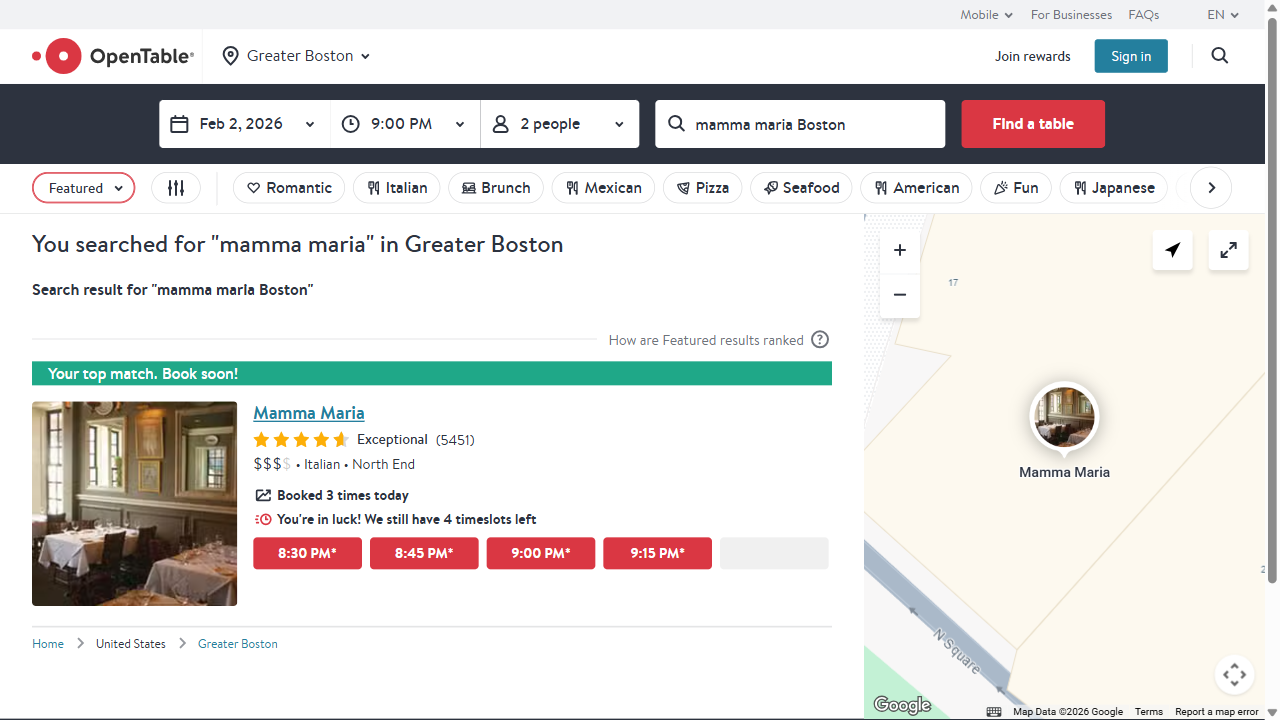 Mobile
For Businesses
FAQs
EN
OpenTable®
Greater Boston
Join rewards
Sign in
Feb 2, 2026
9:00 PM
2 people
mamma maria Boston
Find a table
Featured
Romantic
Italian
Brunch
Mexican
Pizza
Seafood
American
Fun
Japanese
You searched for "mamma maria" in Greater Boston
Search result for "mamma maria Boston"
How are Featured results ranked
Your top match. Book soon!
Mamma Maria
Exceptional (5451)
$$$$ • Italian • North End
Booked 3 times today
You're in luck! We still have 4 timeslots left
8:30 PM*
8:45 PM*
9:00 PM*
9:15 PM*
Home
United States
Greater Boston
17
Mamma Maria
2
N Square
Google
Map Data ©2026 Google
Terms
Report a map error